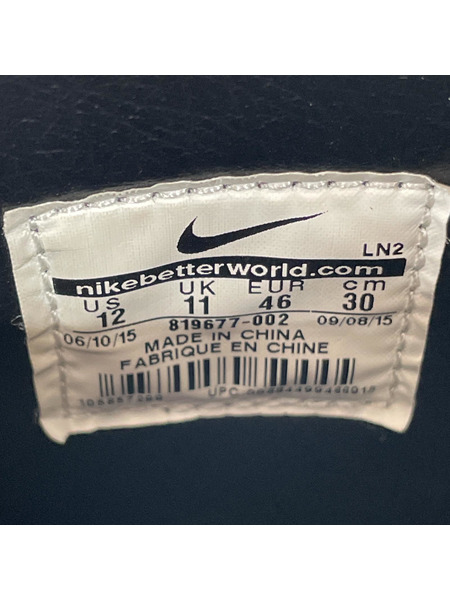 LN2
nikebetterworld.com
US UK EUR cm
12 11 46 30
06/10/15 819677-002 09/08/15
MADE IN CHINA
FABRIQUE EN CHINE
UPC